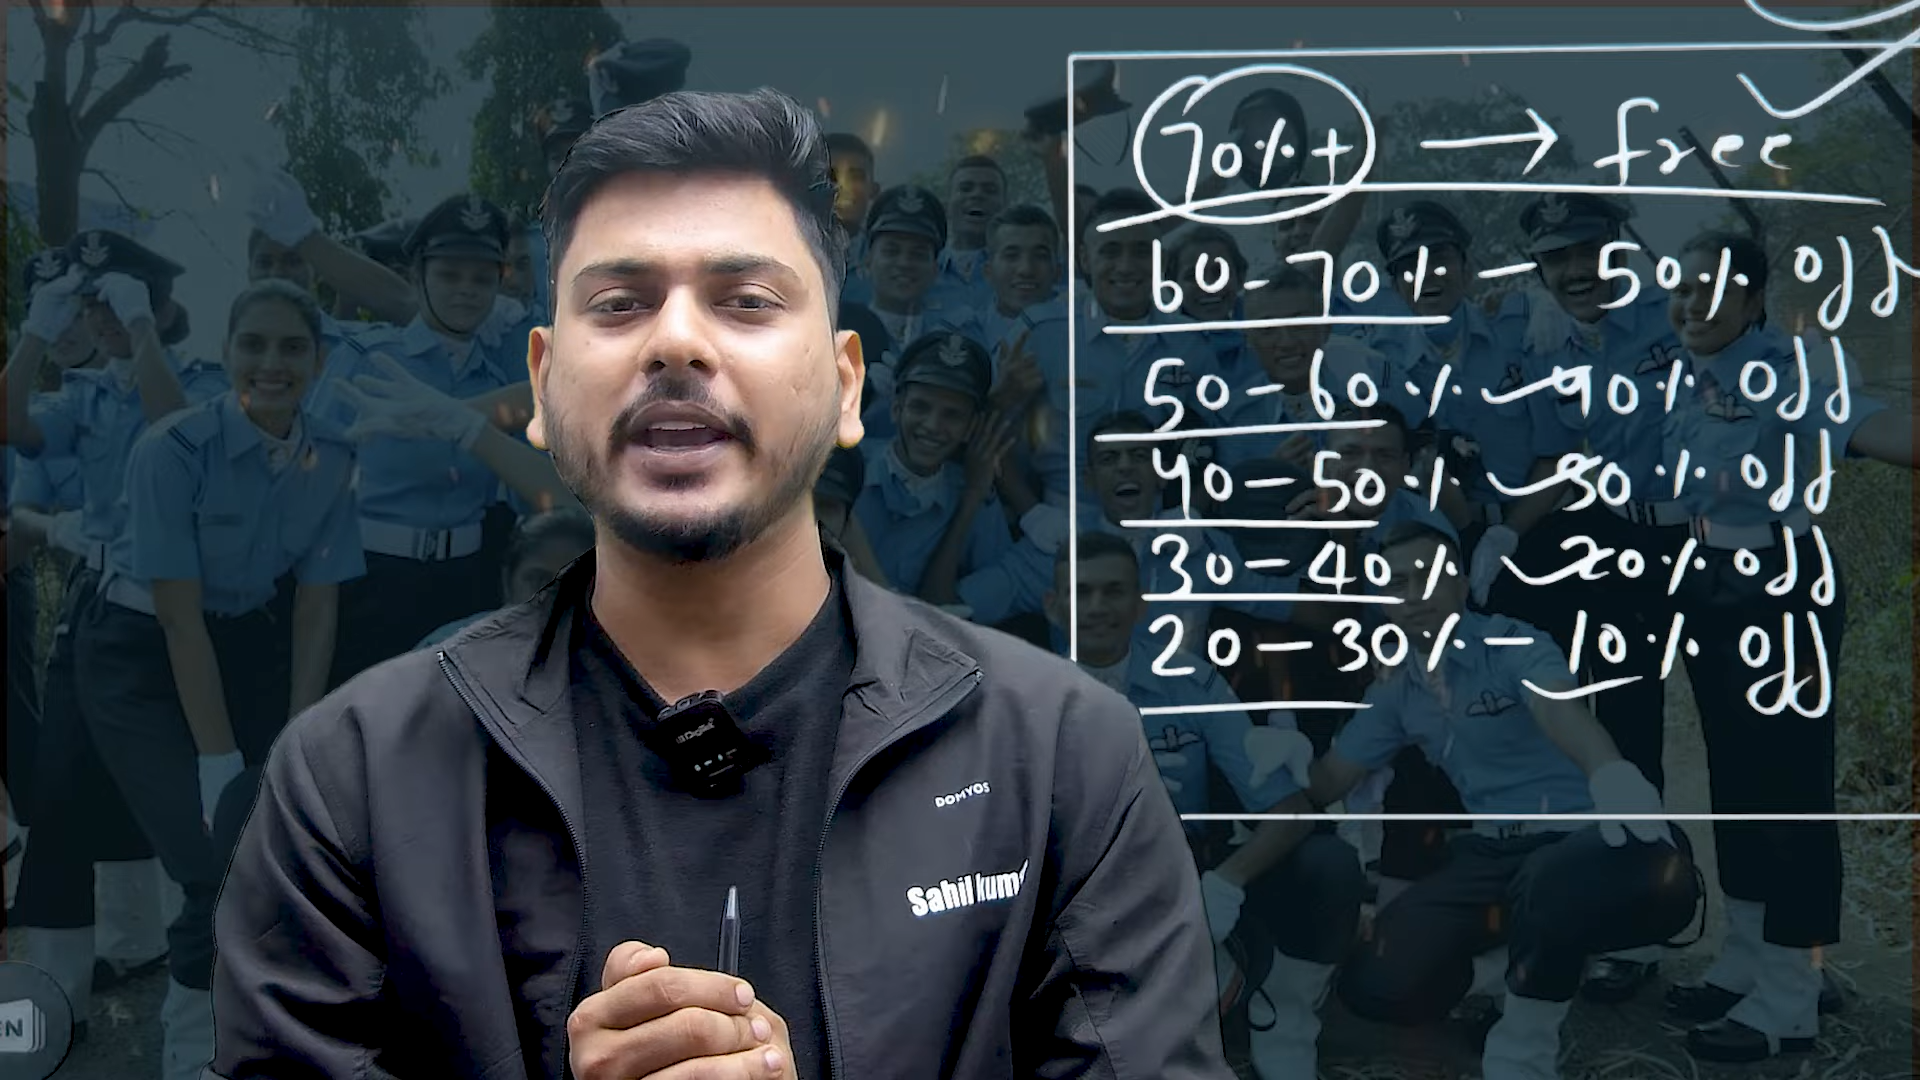 70%+ → free
60-70% - 50% off
50-60% 40% off
40-50% 30% off
30-40% 20% off
20-30% - 10% off
DOMYOS
Sahil kum
EN